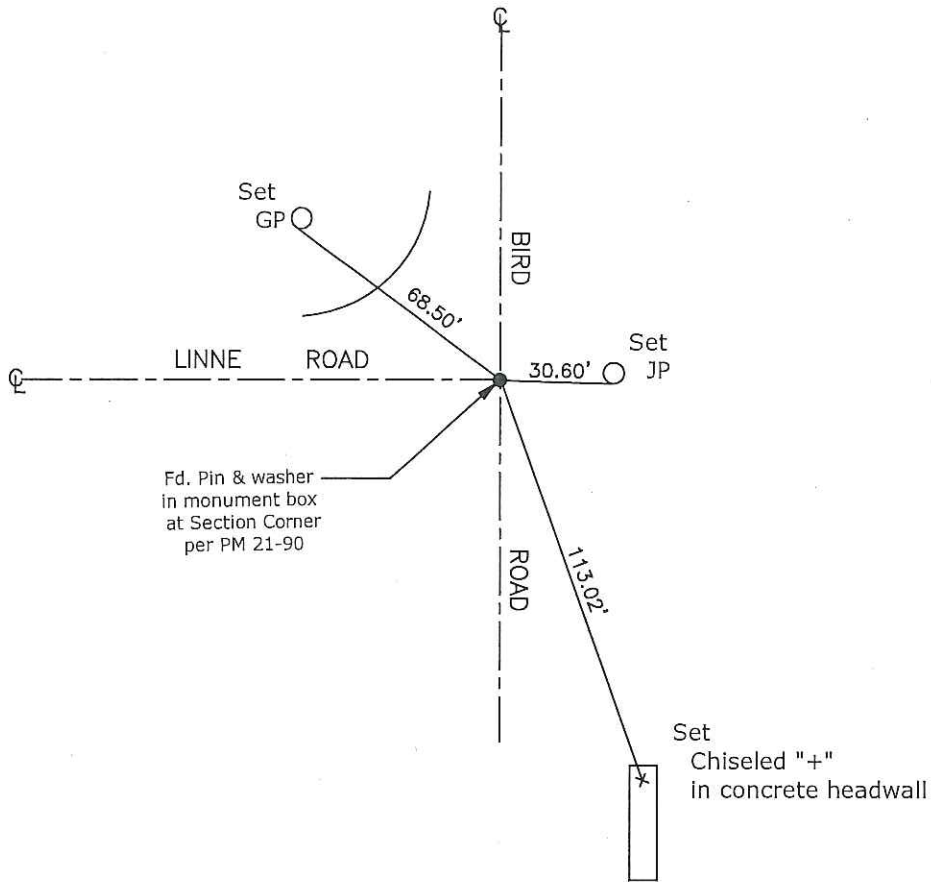 ℄
Set
GP
BIRD
68.50'
Set
JP
30.60'
LINNE ROAD
℄
Fd. Pin & washer
in monument box
at Section Corner
per PM 21-90
ROAD
113.02'
Set
Chiseled "+"
in concrete headwall